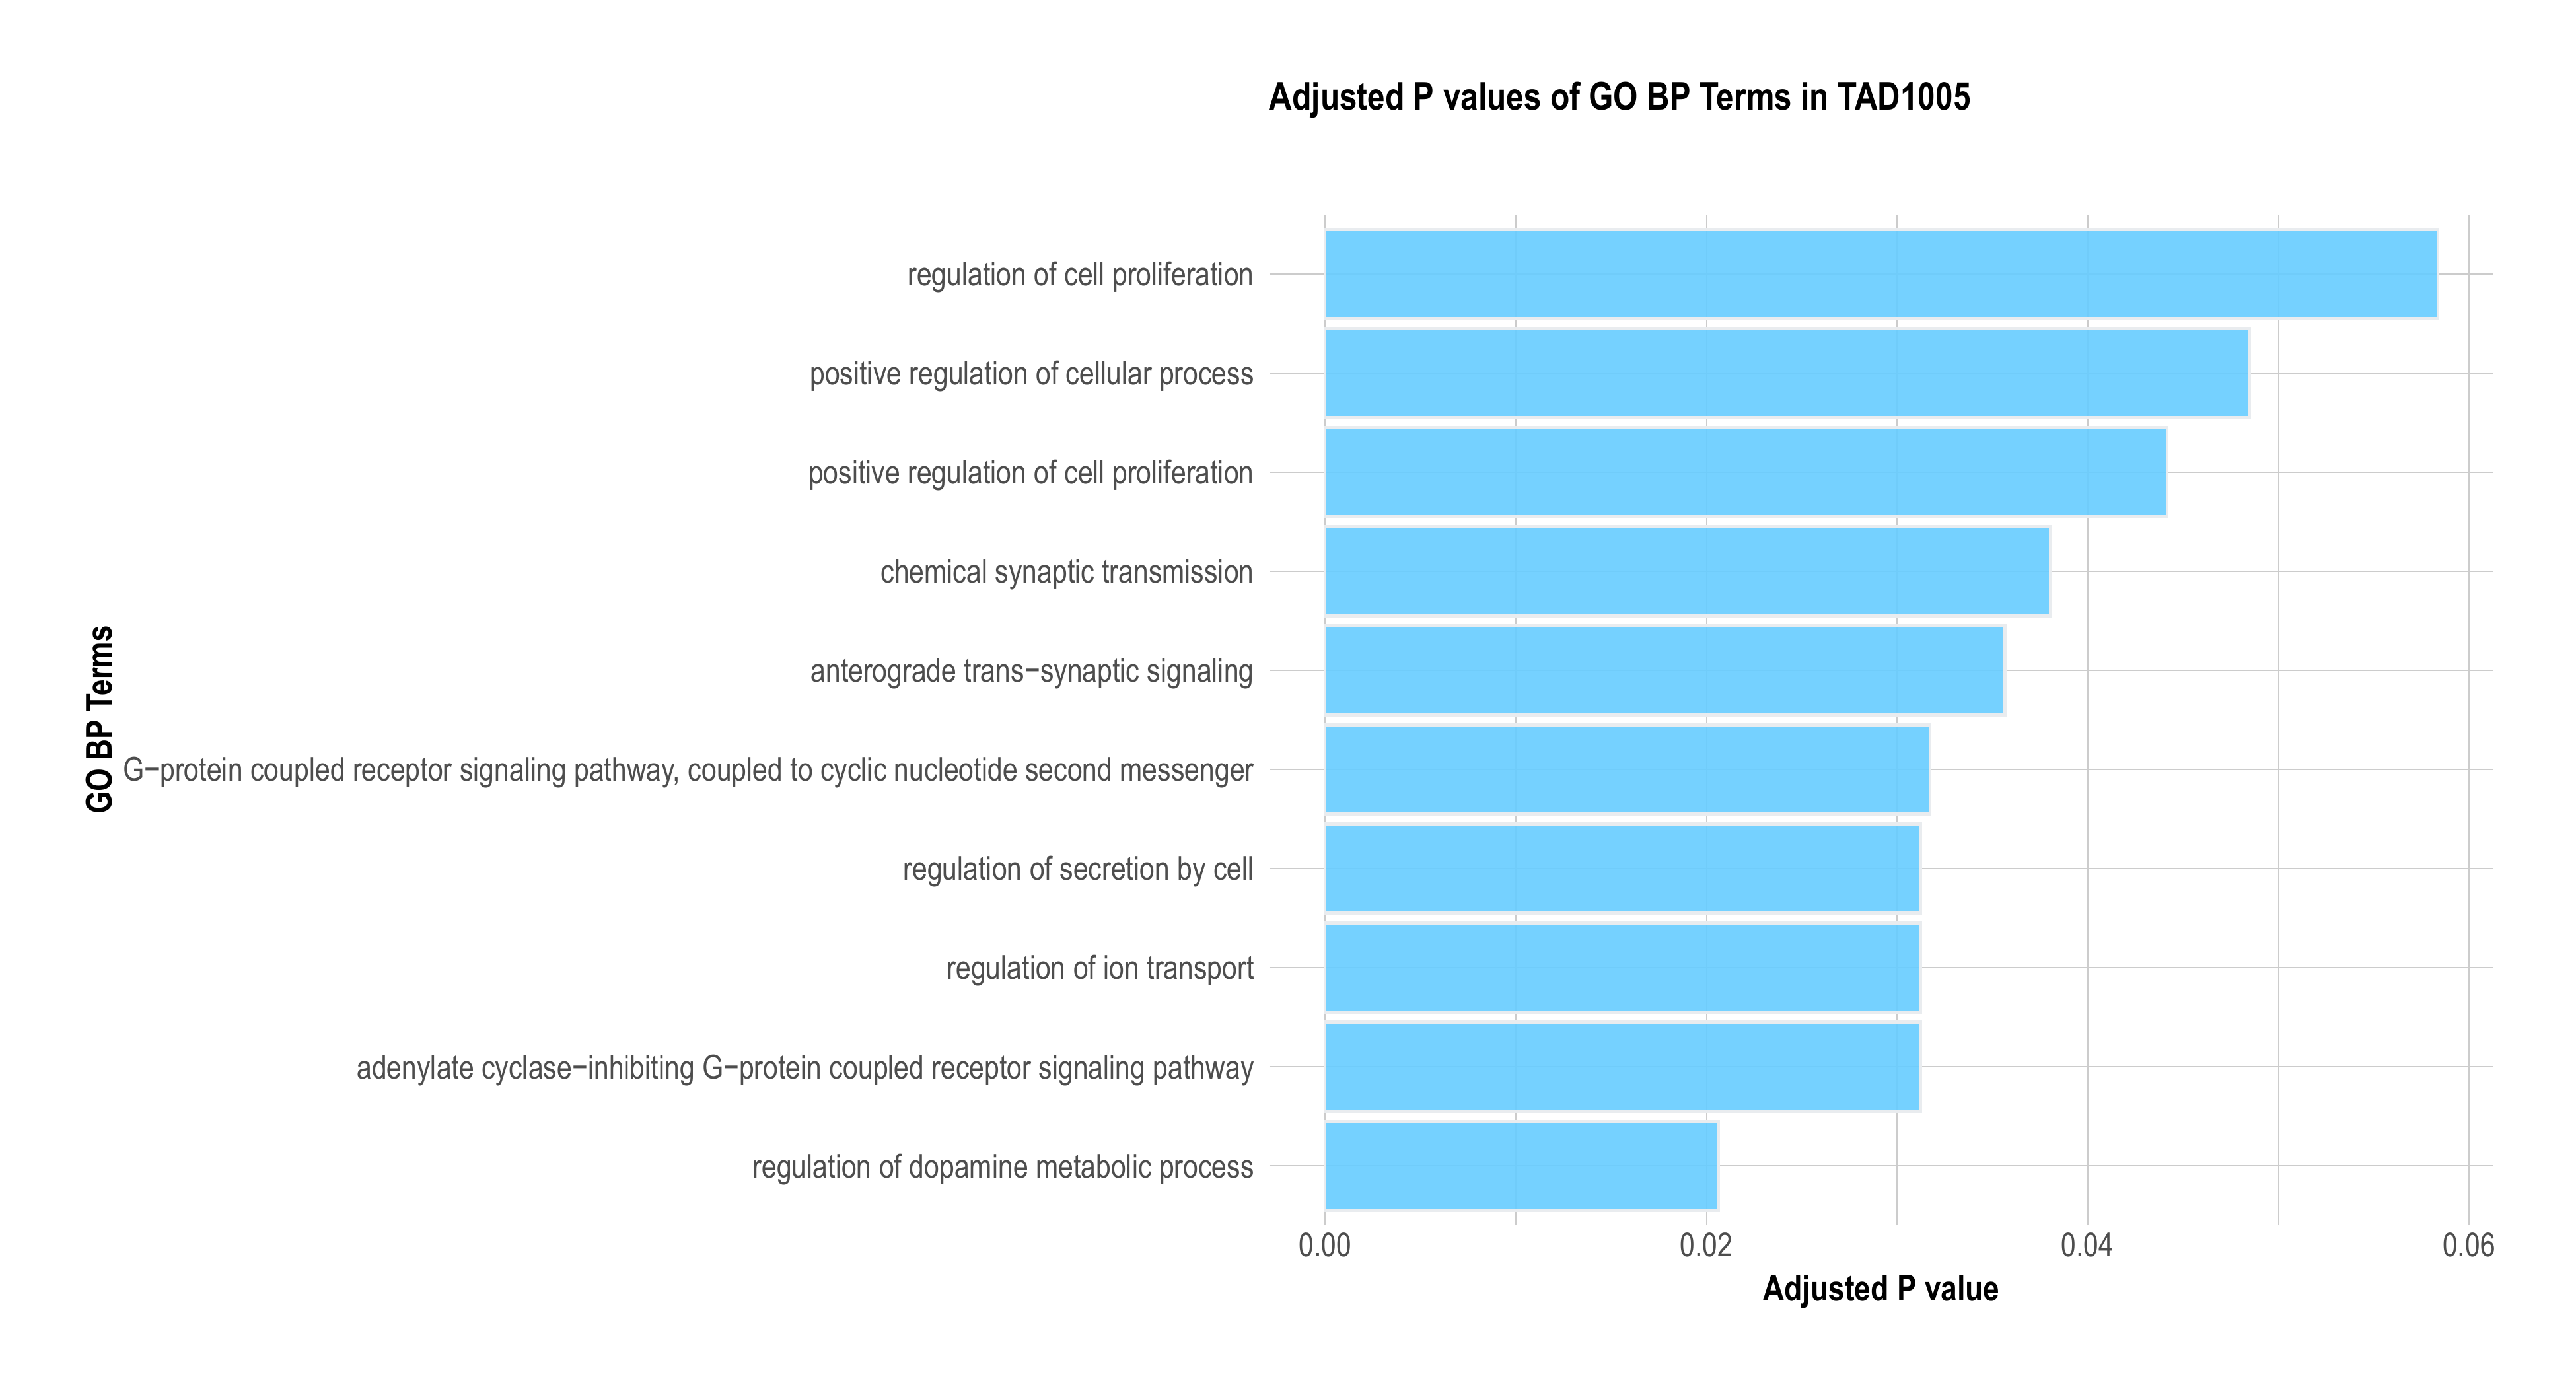 Adjusted P values of GO BP Terms in TAD1005
GO BP Terms
regulation of cell proliferation
positive regulation of cellular process
positive regulation of cell proliferation
chemical synaptic transmission
anterograde trans−synaptic signaling
G−protein coupled receptor signaling pathway, coupled to cyclic nucleotide second messenger
regulation of secretion by cell
regulation of ion transport
adenylate cyclase−inhibiting G−protein coupled receptor signaling pathway
regulation of dopamine metabolic process
0.00 0.02 0.04 0.06
Adjusted P value